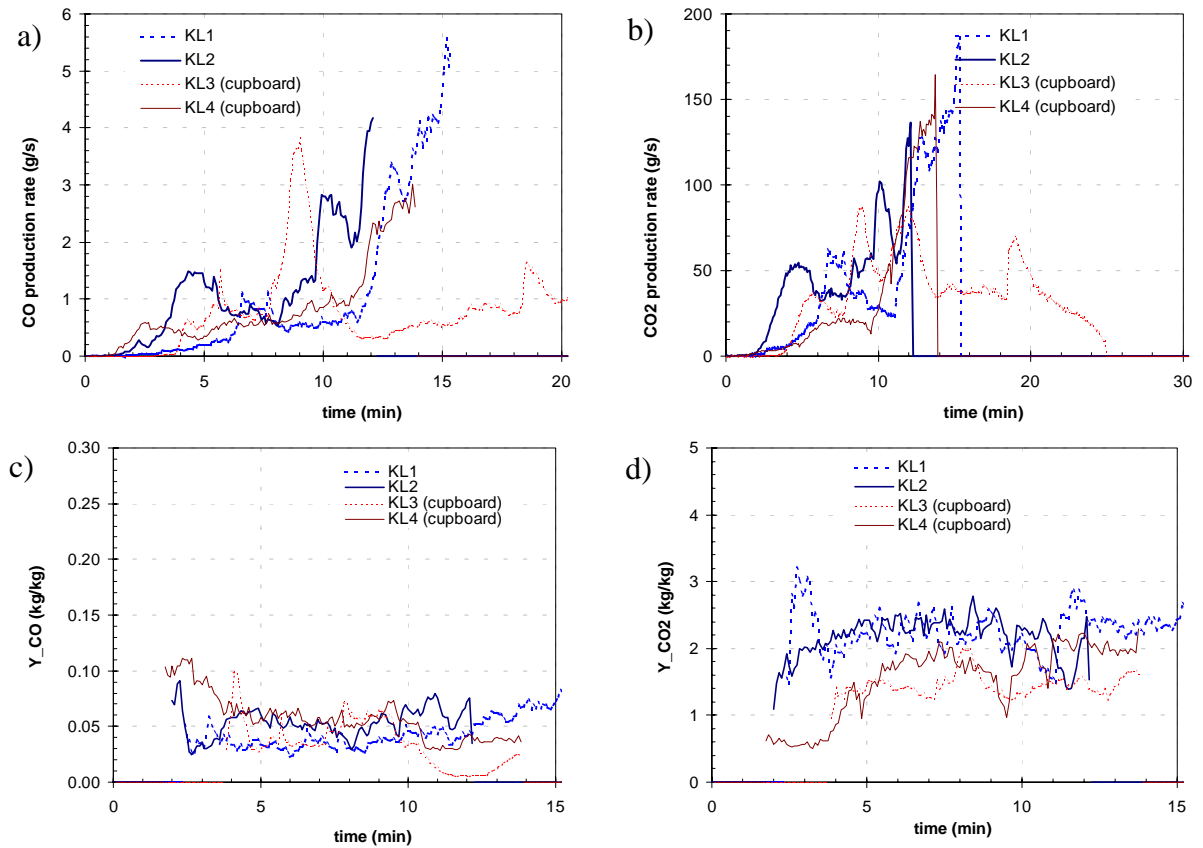 a)
KL1
KL2
KL3 (cupboard)
KL4 (cupboard)
CO production rate (g/s)
6
5
4
3
2
1
0
0 5 10 15 20
time (min)
b)
KL1
KL2
KL3 (cupboard)
KL4 (cupboard)
CO2 production rate (g/s)
200
150
100
50
0
0 10 20 30
time (min)
c)
KL1
KL2
KL3 (cupboard)
KL4 (cupboard)
Y_CO (kg/kg)
0.30
0.25
0.20
0.15
0.10
0.05
0.00
0 5 10 15
time (min)
d)
KL1
KL2
KL3 (cupboard)
KL4 (cupboard)
Y_CO2 (kg/kg)
5
4
3
2
1
0
0 5 10 15
time (min)